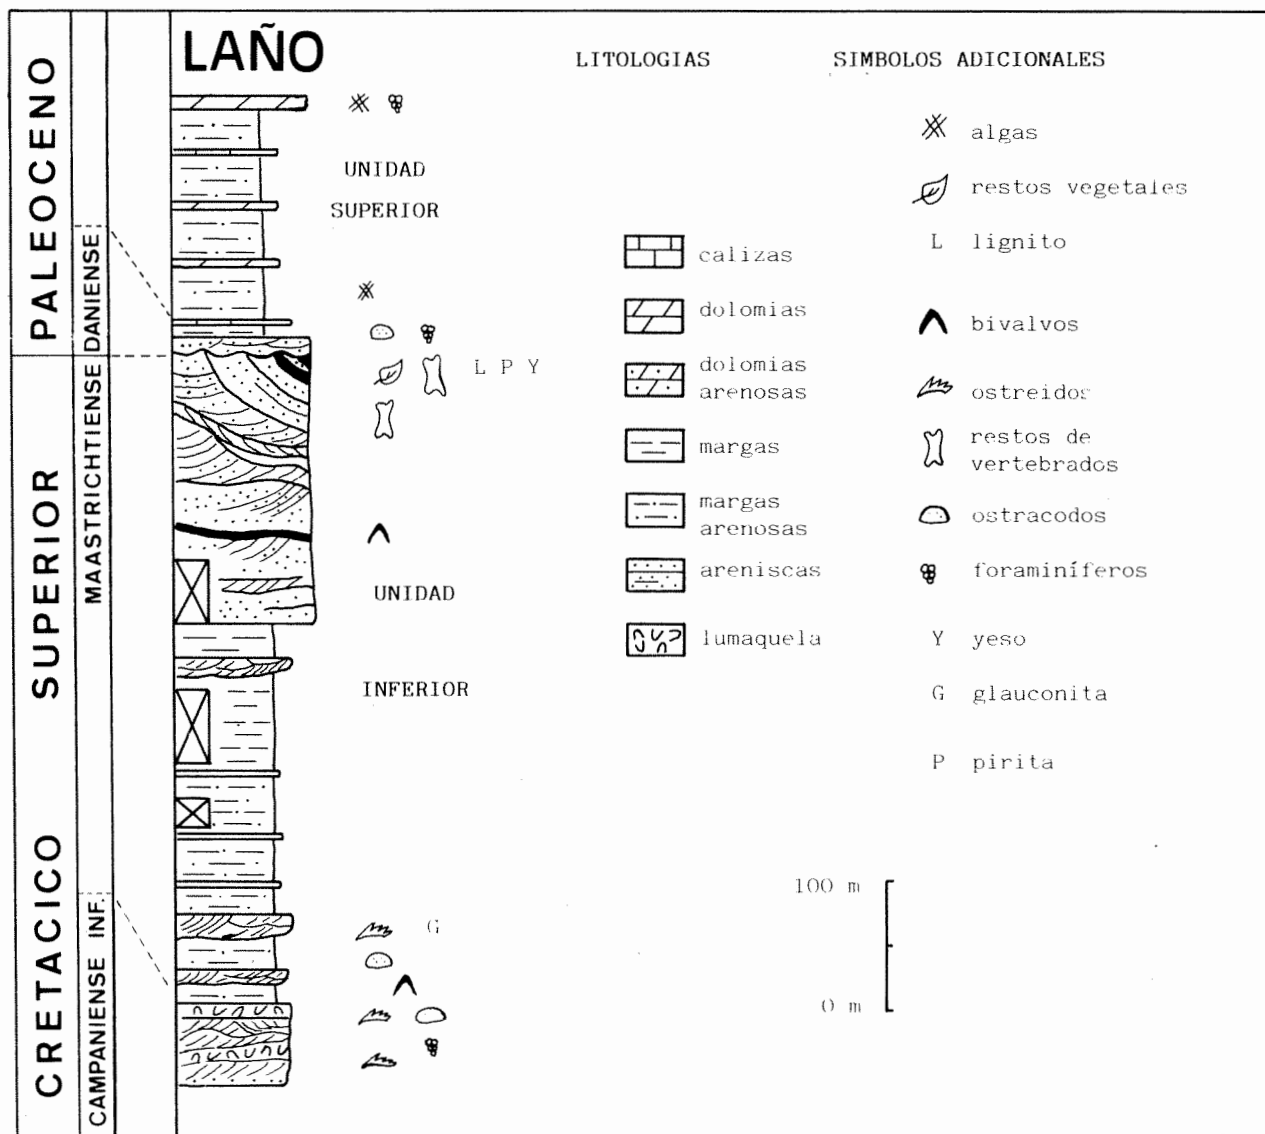 LAÑO
PALEOCENO
CRETACICO SUPERIOR
DANIENSE
MAASTRICHTIENSE
CAMPANIENSE INF.
UNIDAD
SUPERIOR
L P Y
UNIDAD
INFERIOR
G
LITOLOGIAS
calizas
dolomias
dolomias
arenosas
margas
margas
arenosas
areniscas
lumaquela
SIMBOLOS ADICIONALES
algas
restos vegetales
L lignito
bivalvos
ostreidos
restos de
vertebrados
ostracodos
foraminíferos
Y yeso
G glauconita
P pirita
100 m
0 m